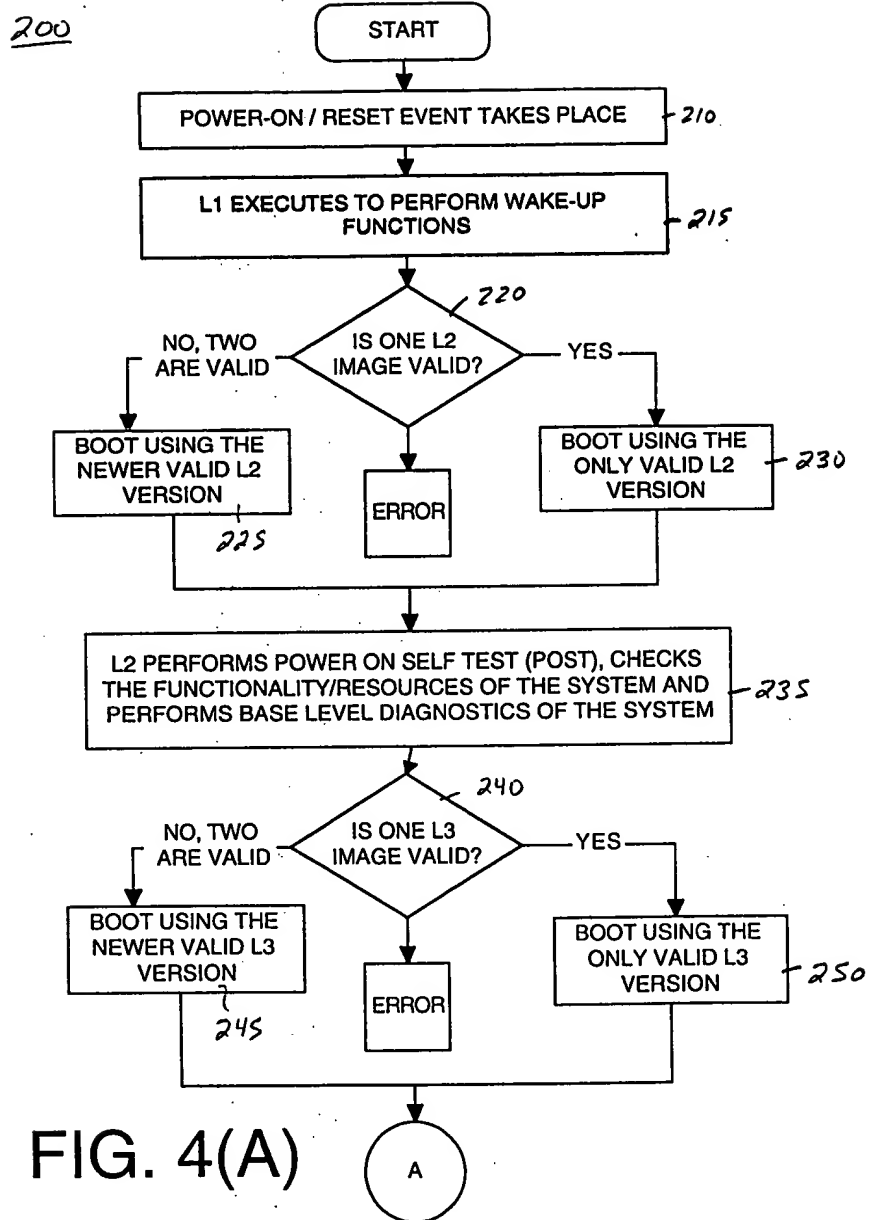 200
START
POWER-ON / RESET EVENT TAKES PLACE
210
L1 EXECUTES TO PERFORM WAKE-UP
FUNCTIONS
215
220
NO, TWO
ARE VALID
IS ONE L2
IMAGE VALID?
YES
BOOT USING THE
NEWER VALID L2
VERSION
225
ERROR
BOOT USING THE
ONLY VALID L2
VERSION
230
L2 PERFORMS POWER ON SELF TEST (POST), CHECKS
THE FUNCTIONALITY/RESOURCES OF THE SYSTEM AND
PERFORMS BASE LEVEL DIAGNOSTICS OF THE SYSTEM
235
240
NO, TWO
ARE VALID
IS ONE L3
IMAGE VALID?
YES
BOOT USING THE
NEWER VALID L3
VERSION
245
ERROR
BOOT USING THE
ONLY VALID L3
VERSION
250
FIG. 4(A)
A